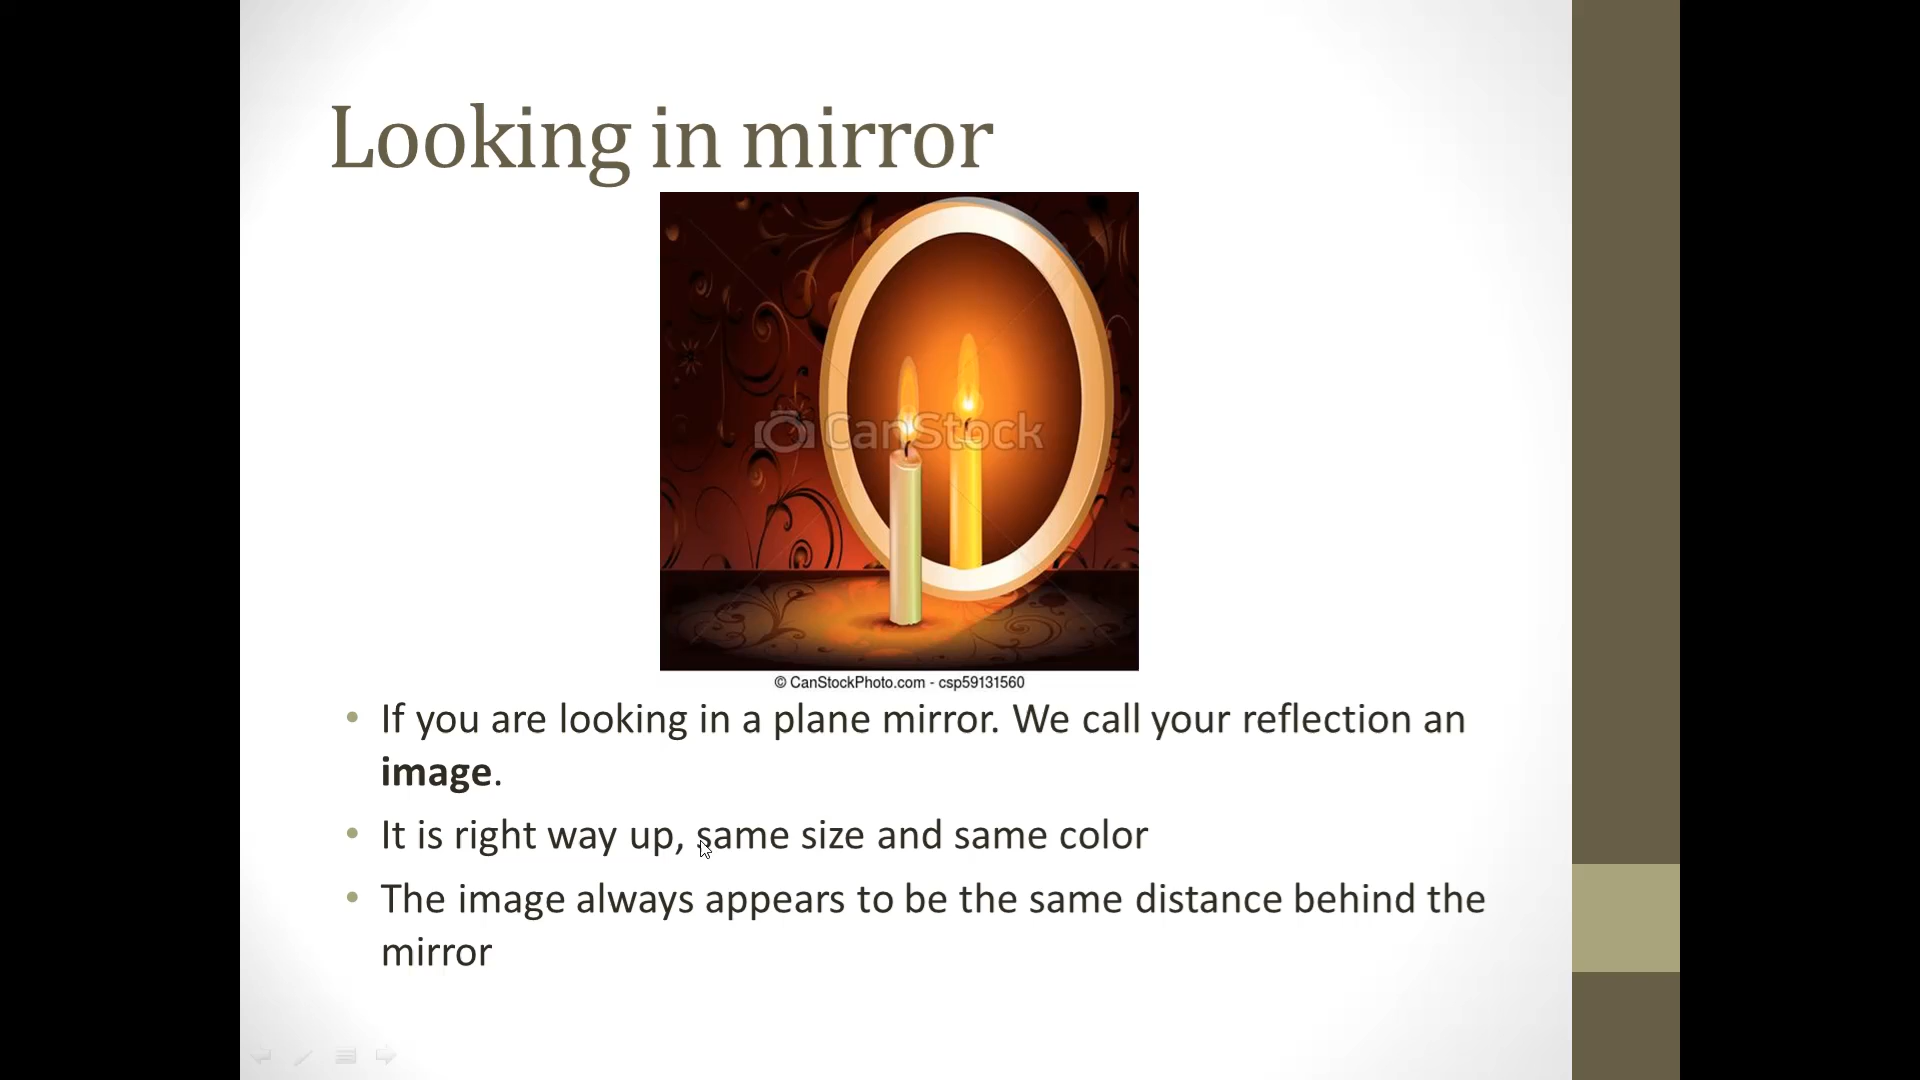 Looking in mirror
CanStock
© CanStockPhoto.com - csp59131560
• If you are looking in a plane mirror. We call your reflection an
image.
• It is right way up, same size and same color
• The image always appears to be the same distance behind the
mirror